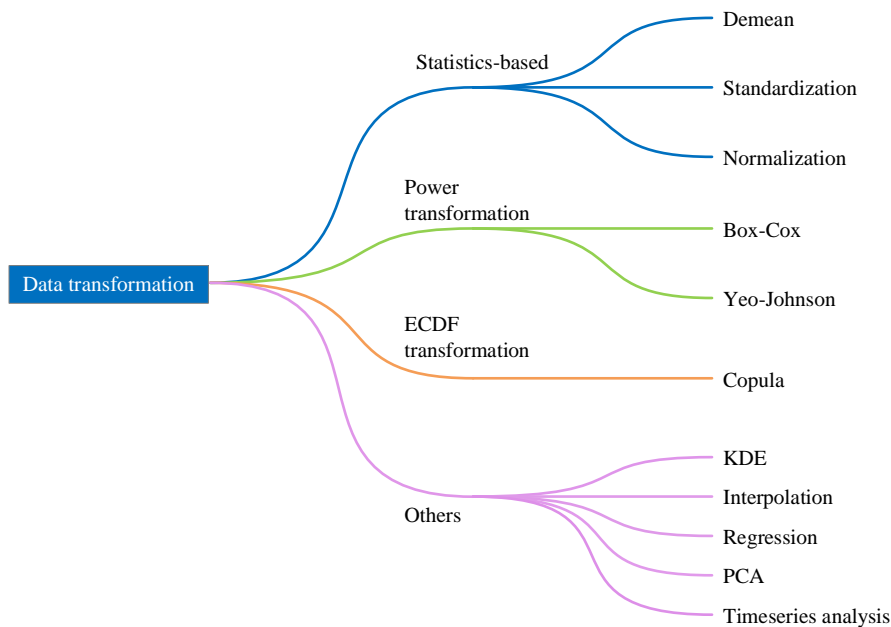 Demean
Statistics-based
Standardization
Normalization
Power
transformation
Box-Cox
Data transformation
Yeo-Johnson
ECDF
transformation
Copula
KDE
Interpolation
Others
Regression
PCA
Timeseries analysis